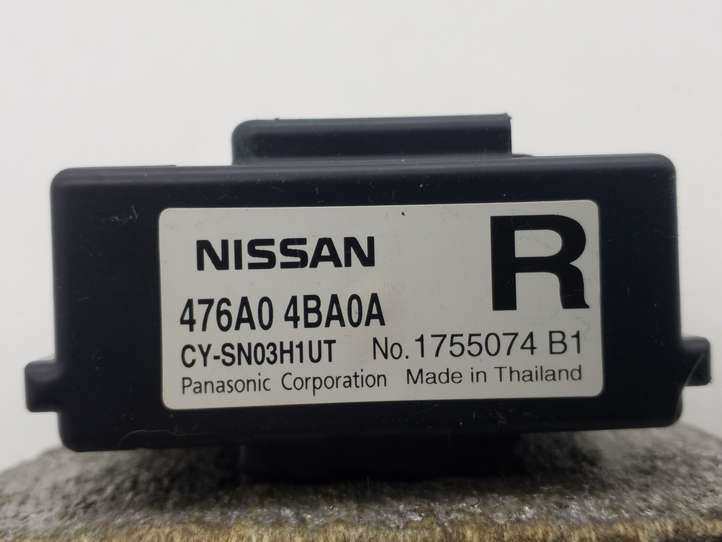 NISSAN R
476A0 4BA0A
CY-SN03H1UT No.1755074 B1
Panasonic Corporation Made in Thailand